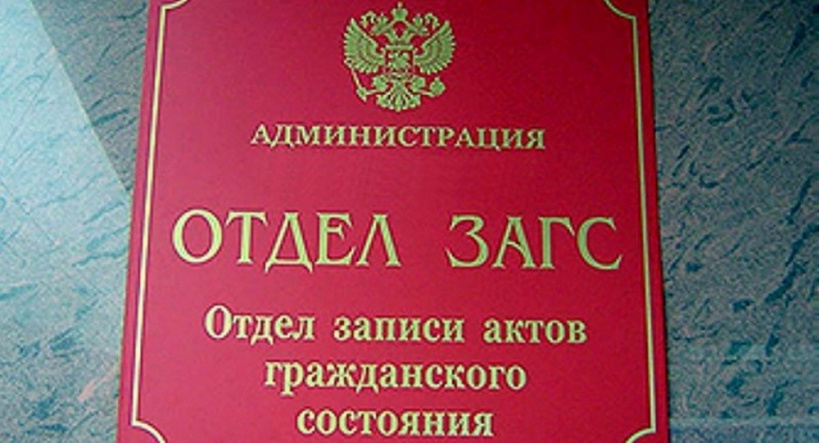 АДМИНИСТРАЦИЯ
ОТДЕЛ ЗАГС
Отдел записи актов
гражданского
состояния